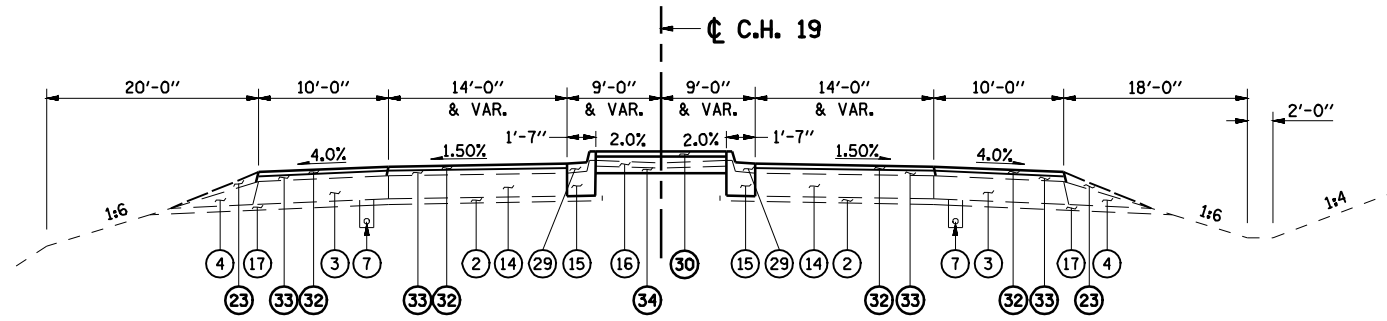 ℄ C.H. 19
20'-0" 10'-0" 14'-0" 9'-0" 9'-0" 14'-0" 10'-0" 18'-0"
& VAR. & VAR. & VAR. & VAR. 2'-0"
1'-7" 2.0% 2.0% 1'-7"
4.0% 1.50% 1.50% 4.0%
1:6 1:6 1:4
4 17 3 7 2 14 29 15 16 30 15 29 14 2 7 3 17 4
23 33 32 33 32 34 32 33 32 33 23